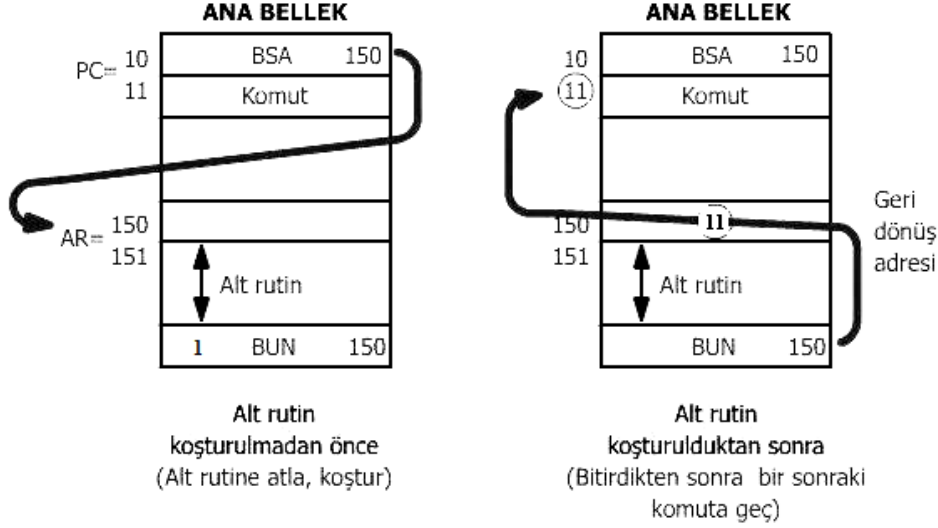 ANA BELLEK
PC= 10 BSA 150
11 Komut
AR= 150
151
Alt rutin
1 BUN 150
Alt rutin
koşturulmadan önce
(Alt rutine atla, koştur)
ANA BELLEK
10 BSA 150
11 Komut
150 11
151
Alt rutin
BUN 150
Geri
dönüş
adresi
Alt rutin
koşturulduktan sonra
(Bitirdikten sonra bir sonraki
komuta geç)